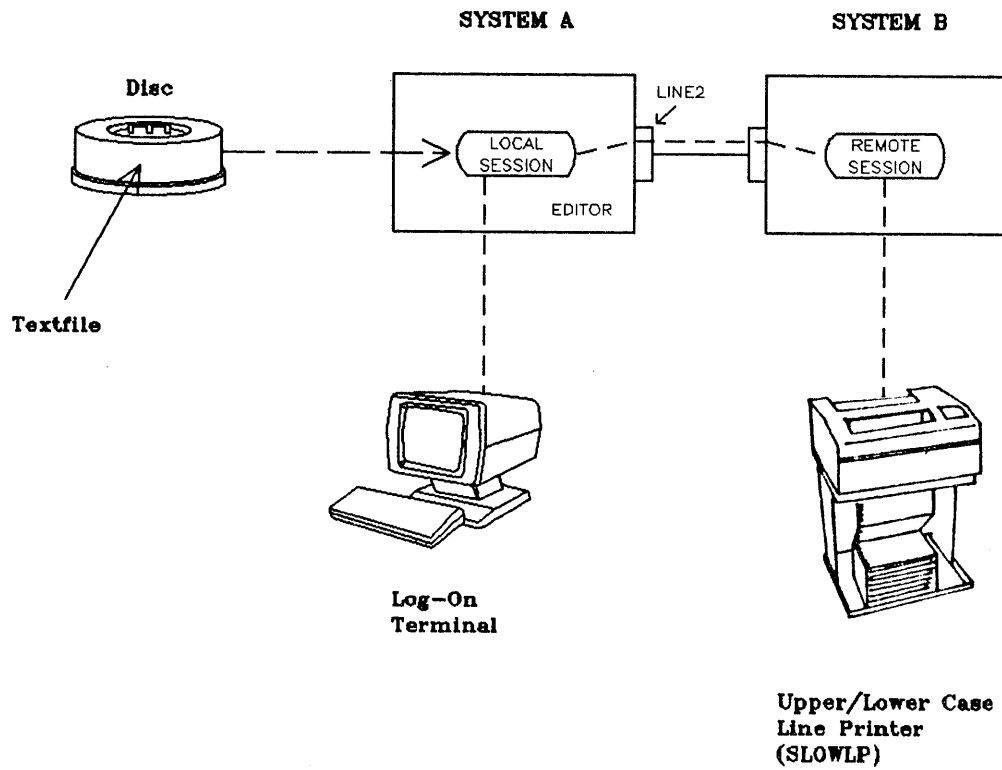 SYSTEM A
SYSTEM B
Disc
LINE2
LOCAL
SESSION
REMOTE
SESSION
EDITOR
Textfile
Log-On
Terminal
Upper/Lower Case
Line Printer
(SLOWLP)